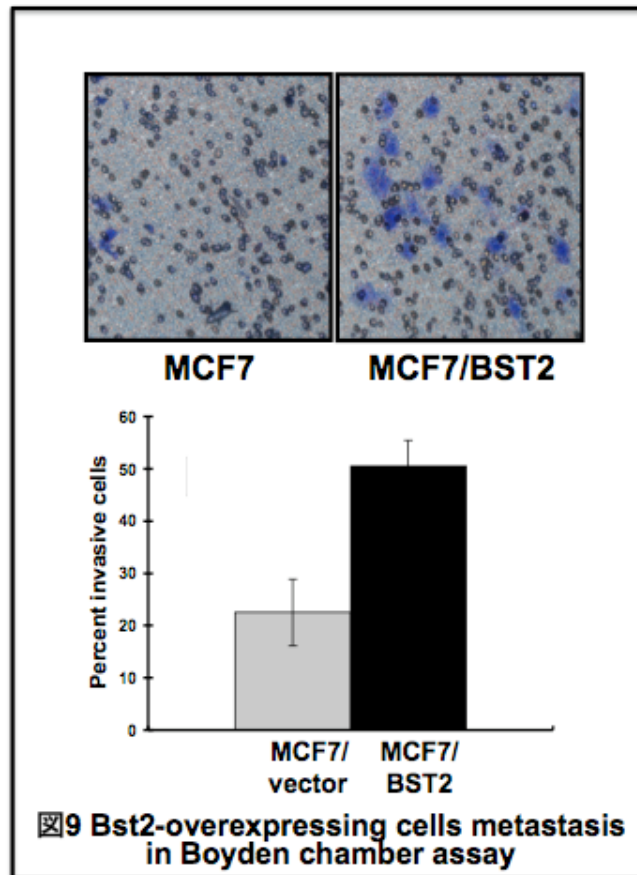 MCF7 MCF7/BST2
Percent invasive cells
60
50
40
30
20
10
0
MCF7/ MCF7/
vector BST2
図9 Bst2-overexpressing cells metastasis
in Boyden chamber assay